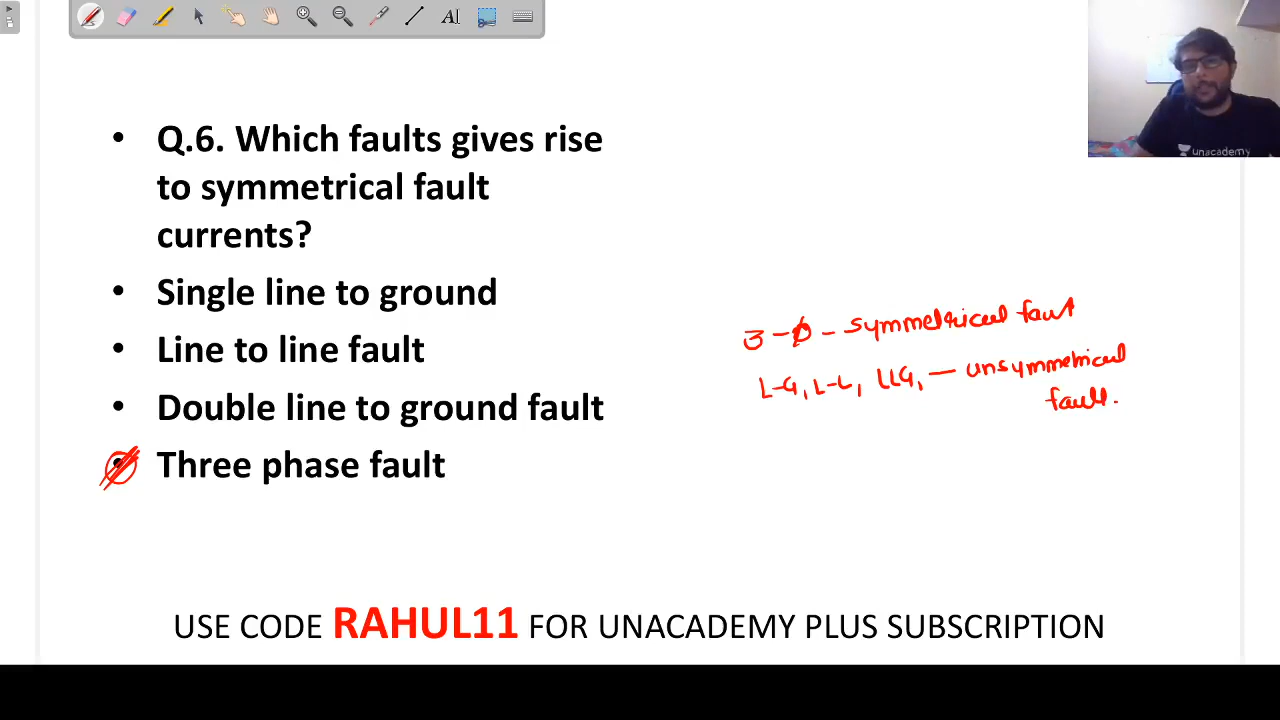 • Q.6. Which faults gives rise
to symmetrical fault
currents?
• Single line to ground
• Line to line fault
• Double line to ground fault
Three phase fault
3-ϕ - symmetrical fault
L-G, L-L, LLG, — unsymmetrical
fault.
unacademy
USE CODE RAHUL11 FOR UNACADEMY PLUS SUBSCRIPTION